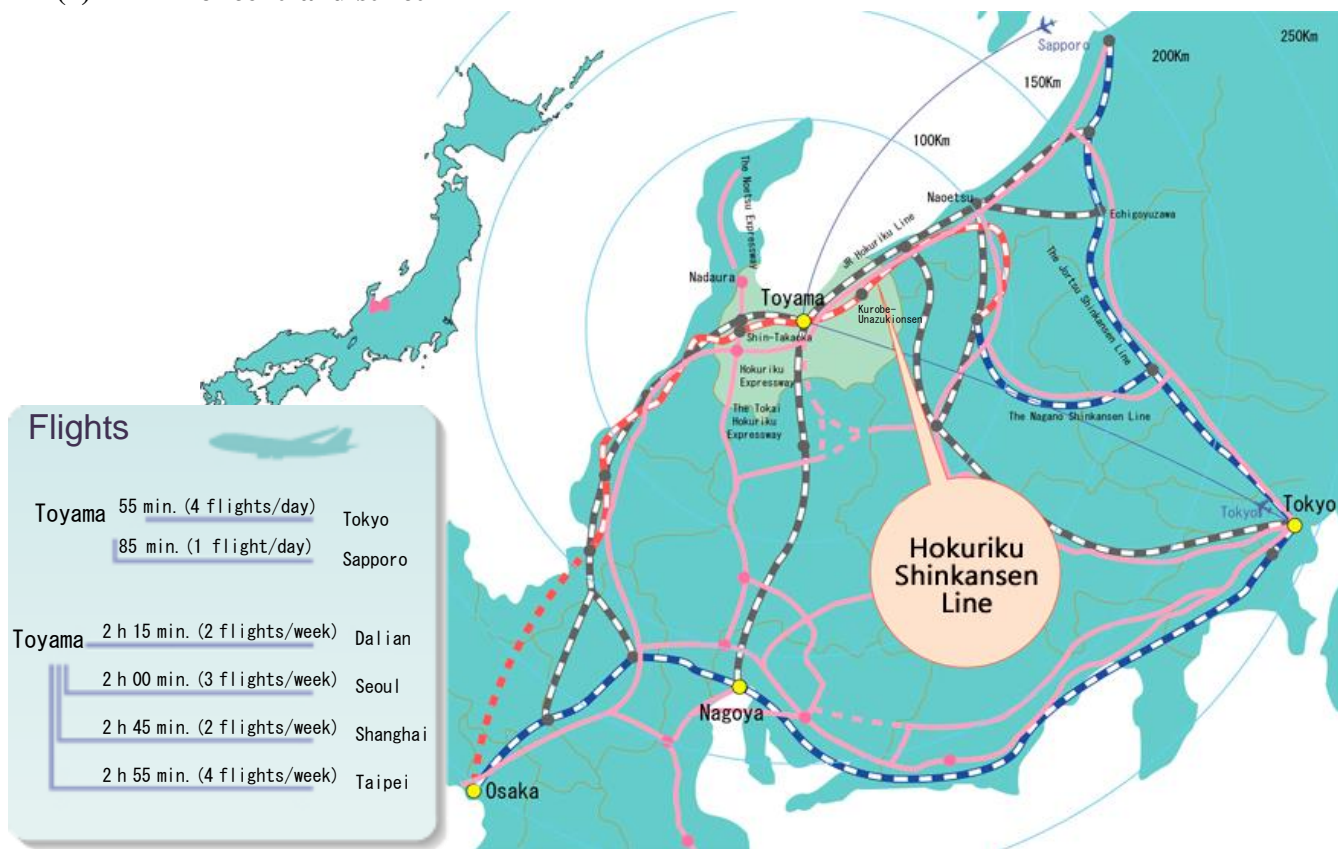 Sapporo
250Km
200Km
150Km
100Km
The Noetsu Expressway
Naoetsu
Echigoyuzawa
JR Hokuriku Line
Nadaura
Toyama
Kurobe-
Unazukionsen
The Jortsu Shinkansen Line
Shin-Takaoka
Hokuriku
Expressway
The Tokai
Hokuriku
Expressway
The Nagano Shinkansen Line
Tokyo
Tokyo
Hokuriku
Shinkansen
Line
Nagoya
Osaka
Flights
Toyama 55 min. (4 flights/day) Tokyo
85 min. (1 flight/day) Sapporo
Toyama 2 h 15 min. (2 flights/week) Dalian
2 h 00 min. (3 flights/week) Seoul
2 h 45 min. (2 flights/week) Shanghai
2 h 55 min. (4 flights/week) Taipei